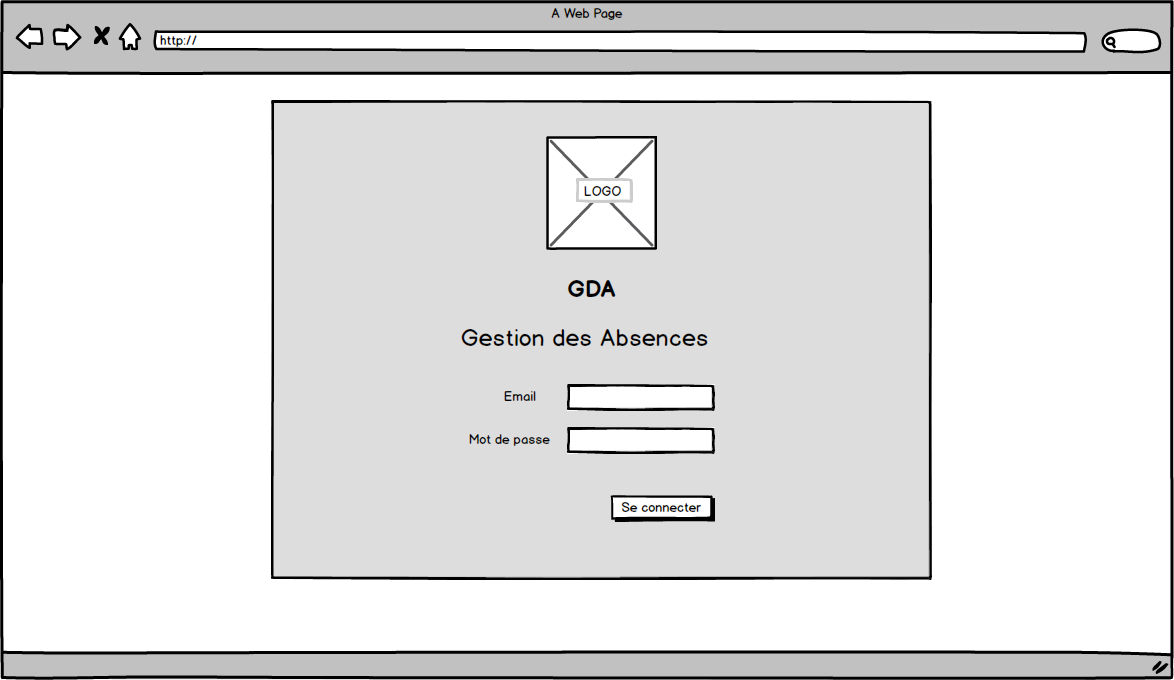 A Web Page
http://
LOGO
GDA
Gestion des Absences
Email
Mot de passe
Se connecter